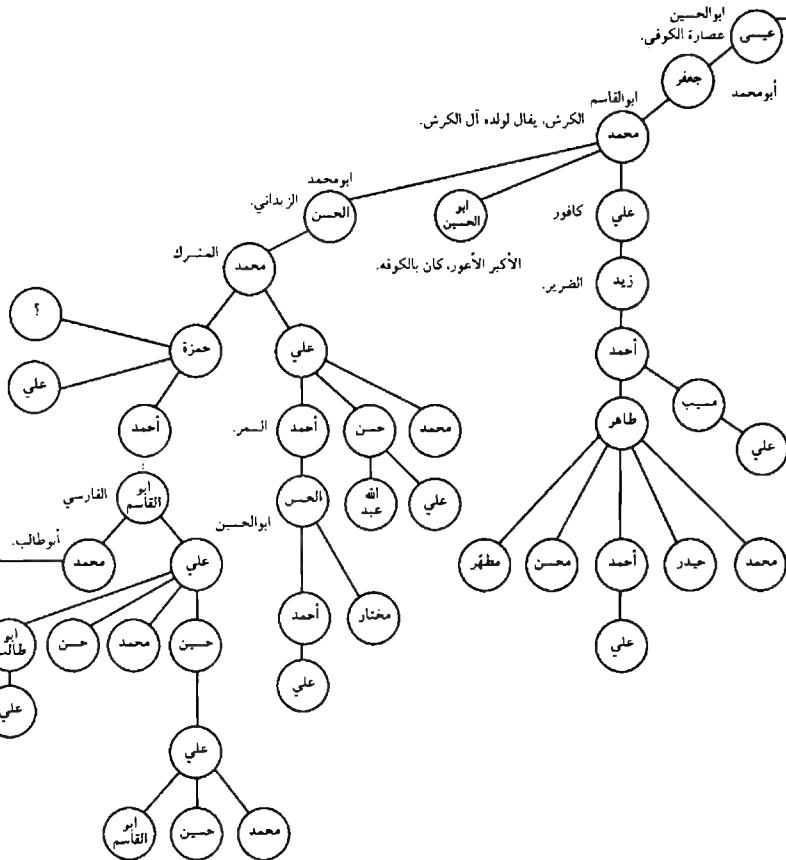 ابوالحسين
عصارة الكوفي.
عيسى
جعفر
أبومحمد
ابوالقاسم
الكرش، يقال لولده آل الكرش.
محمد
ابومحمد
الزبداني.
الحسن
ابو
الحسين
الأكبر الأعور، كان بالكوفه.
علي
كافور
محمد
زيد
الضرير.
؟
حمزة
علي
أحمد
علي
أحمد
أحمد
السمر.
حسن
محمد
طاهر
مسيب
علي
ابو
القاسم
الفارسي
الحسن
ابوالحسين
الله
عبد
علي
أبوطالب.
محمد
علي
مطهّر
محسن
أحمد
حيدر
محمد
ابو
طالب
حسن
محمد
حسين
أحمد
مختار
علي
علي
علي
علي
ابو
القاسم
حسين
محمد